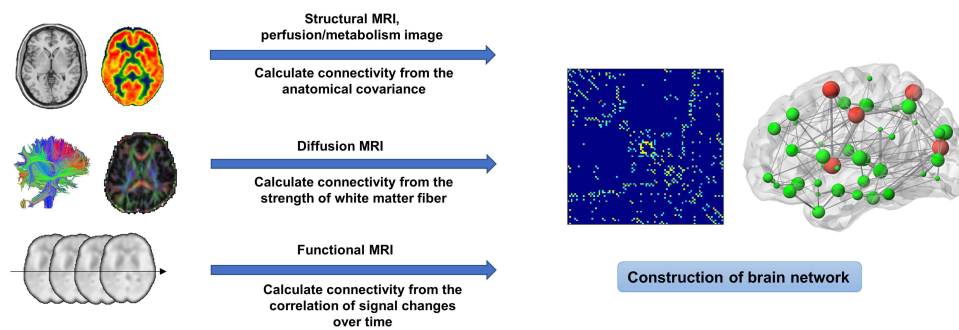 Structural MRI,
perfusion/metabolism image
Calculate connectivity from the
anatomical covariance
Diffusion MRI
Calculate connectivity from the
strength of white matter fiber
Functional MRI
Calculate connectivity from the
correlation of signal changes
over time
Construction of brain network